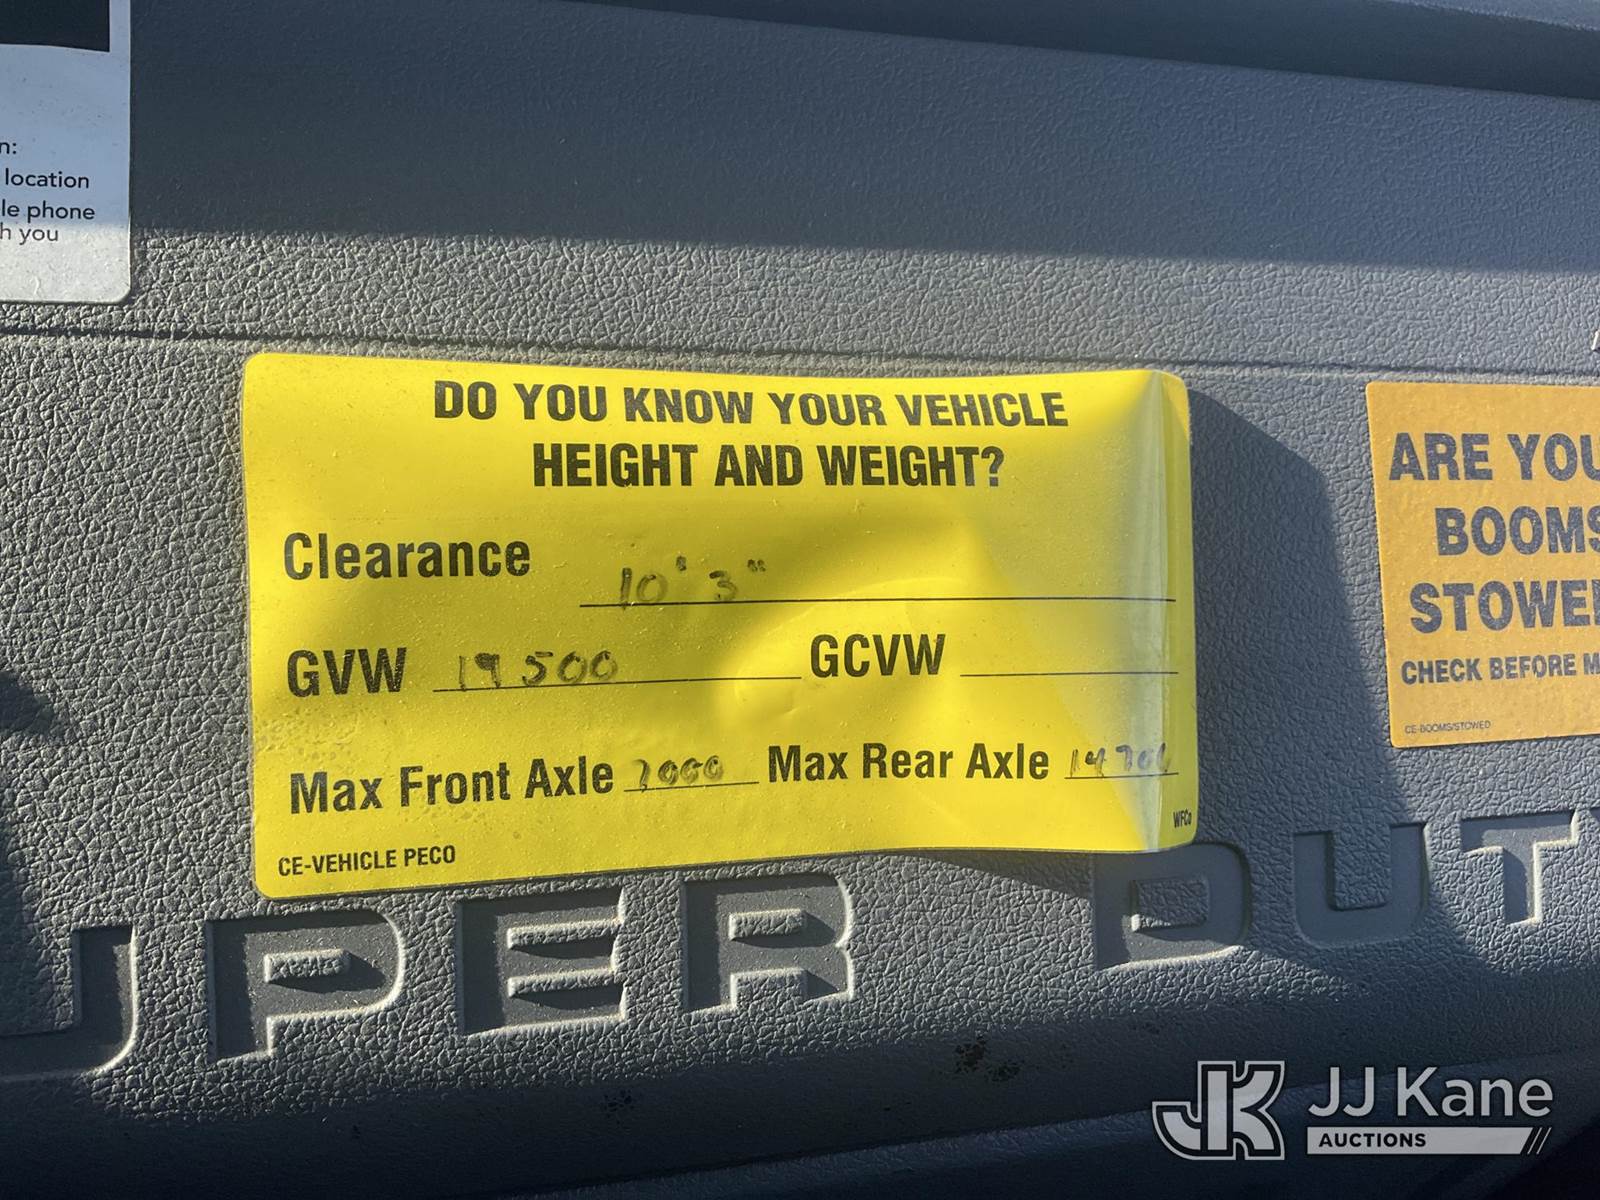 n:
location
le phone
h you
DO YOU KNOW YOUR VEHICLE
HEIGHT AND WEIGHT?
Clearance 10' 3"
GVW 19500 GCVW
Max Front Axle 7000 Max Rear Axle 14700
WFCo
CE-VEHICLE PECO
ARE YOU
BOOMS
STOWE
CHECK BEFORE M
CE-BOOMS/STOWED
UPER DUT
JK JJ Kane
AUCTIONS